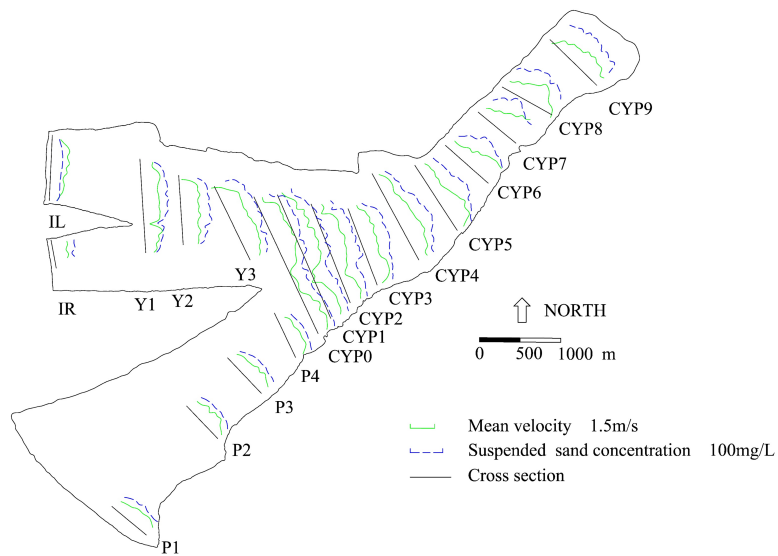 CYP9
CYP8
CYP7
CYP6
IL
CYP5
Y3
CYP4
IR
Y1
Y2
CYP3
CYP2
NORTH
CYP1
CYP0
0 500 1000 m
P4
P3
P2
Mean velocity 1.5m/s
Suspended sand concentration 100mg/L
Cross section
P1